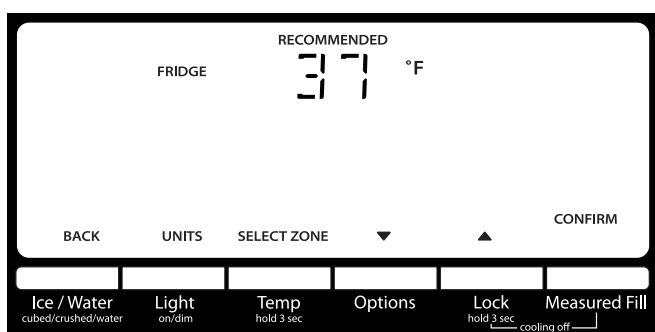 RECOMMENDED
FRIDGE 37 °F
CONFIRM
BACK UNITS SELECT ZONE ▼ ▲
Ice / Water Light Temp Options Lock Measured Fill
cubed/crushed/water on/dim hold 3 sec hold 3 sec
cooling off